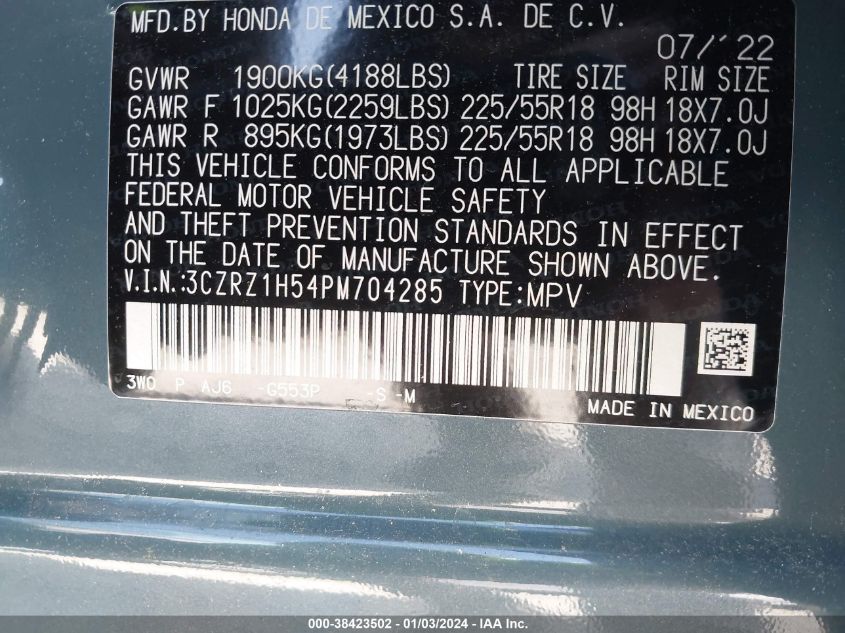 MFD.BY HONDA DE MEXICO S.A. DE C.V.
07/'22
GVWR 1900KG(4188LBS) TIRE SIZE RIM SIZE
GAWR F 1025KG(2259LBS) 225/55R18 98H 18X7.0J
GAWR R 895KG(1973LBS) 225/55R18 98H 18X7.0J
THIS VEHICLE CONFORMS TO ALL APPLICABLE
FEDERAL MOTOR VEHICLE SAFETY
AND THEFT PREVENTION STANDARDS IN EFFECT
ON THE DATE OF MANUFACTURE SHOWN ABOVE.
V.I.N.:3CZRZ1H54PM704285 TYPE:MPV
3W0 P AJ6 -G553P -S -M
MADE IN MEXICO
000-38423502 - 01/03/2024 - IAA Inc.